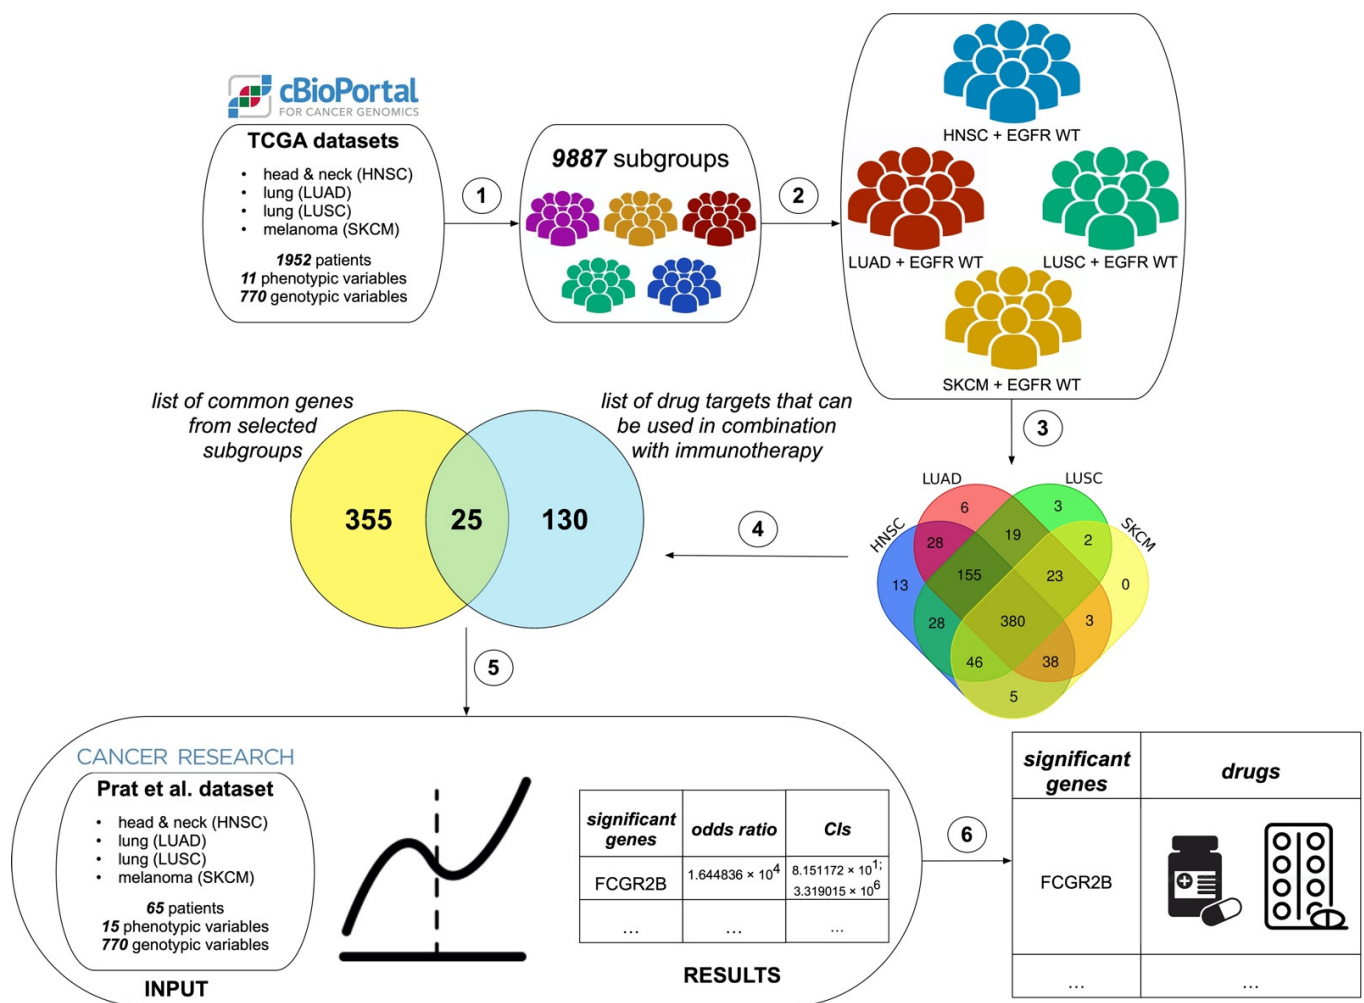 cBioPortal
FOR CANCER GENOMICS
TCGA datasets
• head & neck (HNSC)
• lung (LUAD)
• lung (LUSC)
• melanoma (SKCM)
1952 patients
11 phenotypic variables
770 genotypic variables
1
9887 subgroups
2
HNSC + EGFR WT
LUAD + EGFR WT
LUSC + EGFR WT
SKCM + EGFR WT
3
LUAD
LUSC
HNSC
SKCM
6
3
28
19
2
13
155
23
0
28
380
3
46
38
5
4
list of common genes
from selected
subgroups
list of drug targets that can
be used in combination
with immunotherapy
355
25
130
5
CANCER RESEARCH
Prat et al. dataset
• head & neck (HNSC)
• lung (LUAD)
• lung (LUSC)
• melanoma (SKCM)
65 patients
15 phenotypic variables
770 genotypic variables
INPUT
significant
genes
odds ratio
CIs
FCGR2B
1.644836 × 10⁴
8.151172 × 10¹;
3.319015 × 10⁶
...
...
...
RESULTS
6
significant
genes
drugs
FCGR2B
...
...